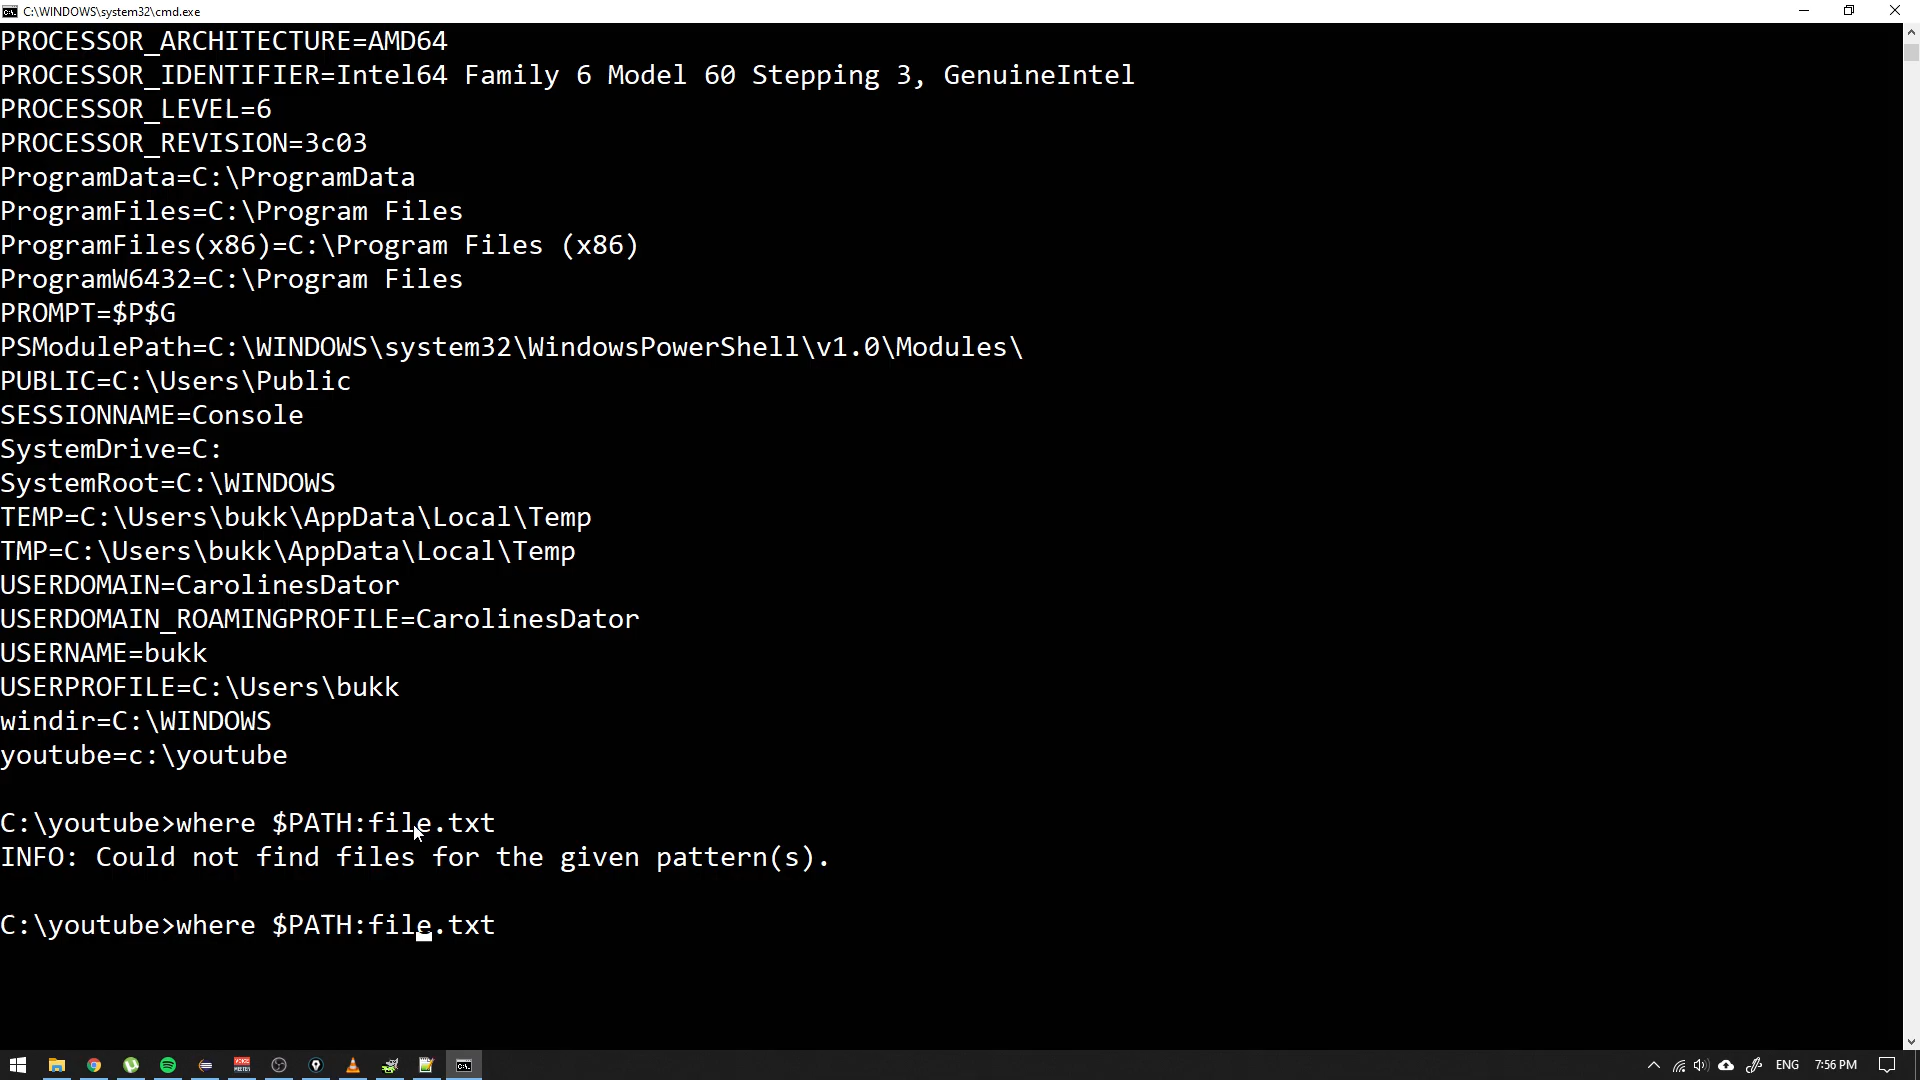 C:\WINDOWS\system32\cmd.exe
PROCESSOR_ARCHITECTURE=AMD64
PROCESSOR_IDENTIFIER=Intel64 Family 6 Model 60 Stepping 3, GenuineIntel
PROCESSOR_LEVEL=6
PROCESSOR_REVISION=3c03
ProgramData=C:\ProgramData
ProgramFiles=C:\Program Files
ProgramFiles(x86)=C:\Program Files (x86)
ProgramW6432=C:\Program Files
PROMPT=$P$G
PSModulePath=C:\WINDOWS\system32\WindowsPowerShell\v1.0\Modules\
PUBLIC=C:\Users\Public
SESSIONNAME=Console
SystemDrive=C:
SystemRoot=C:\WINDOWS
TEMP=C:\Users\bukk\AppData\Local\Temp
TMP=C:\Users\bukk\AppData\Local\Temp
USERDOMAIN=CarolinesDator
USERDOMAIN_ROAMINGPROFILE=CarolinesDator
USERNAME=bukk
USERPROFILE=C:\Users\bukk
windir=C:\WINDOWS
youtube=c:\youtube
C:\youtube>where $PATH:file.txt
INFO: Could not find files for the given pattern(s).
C:\youtube>where $PATH:file.txt
ENG 7:56 PM